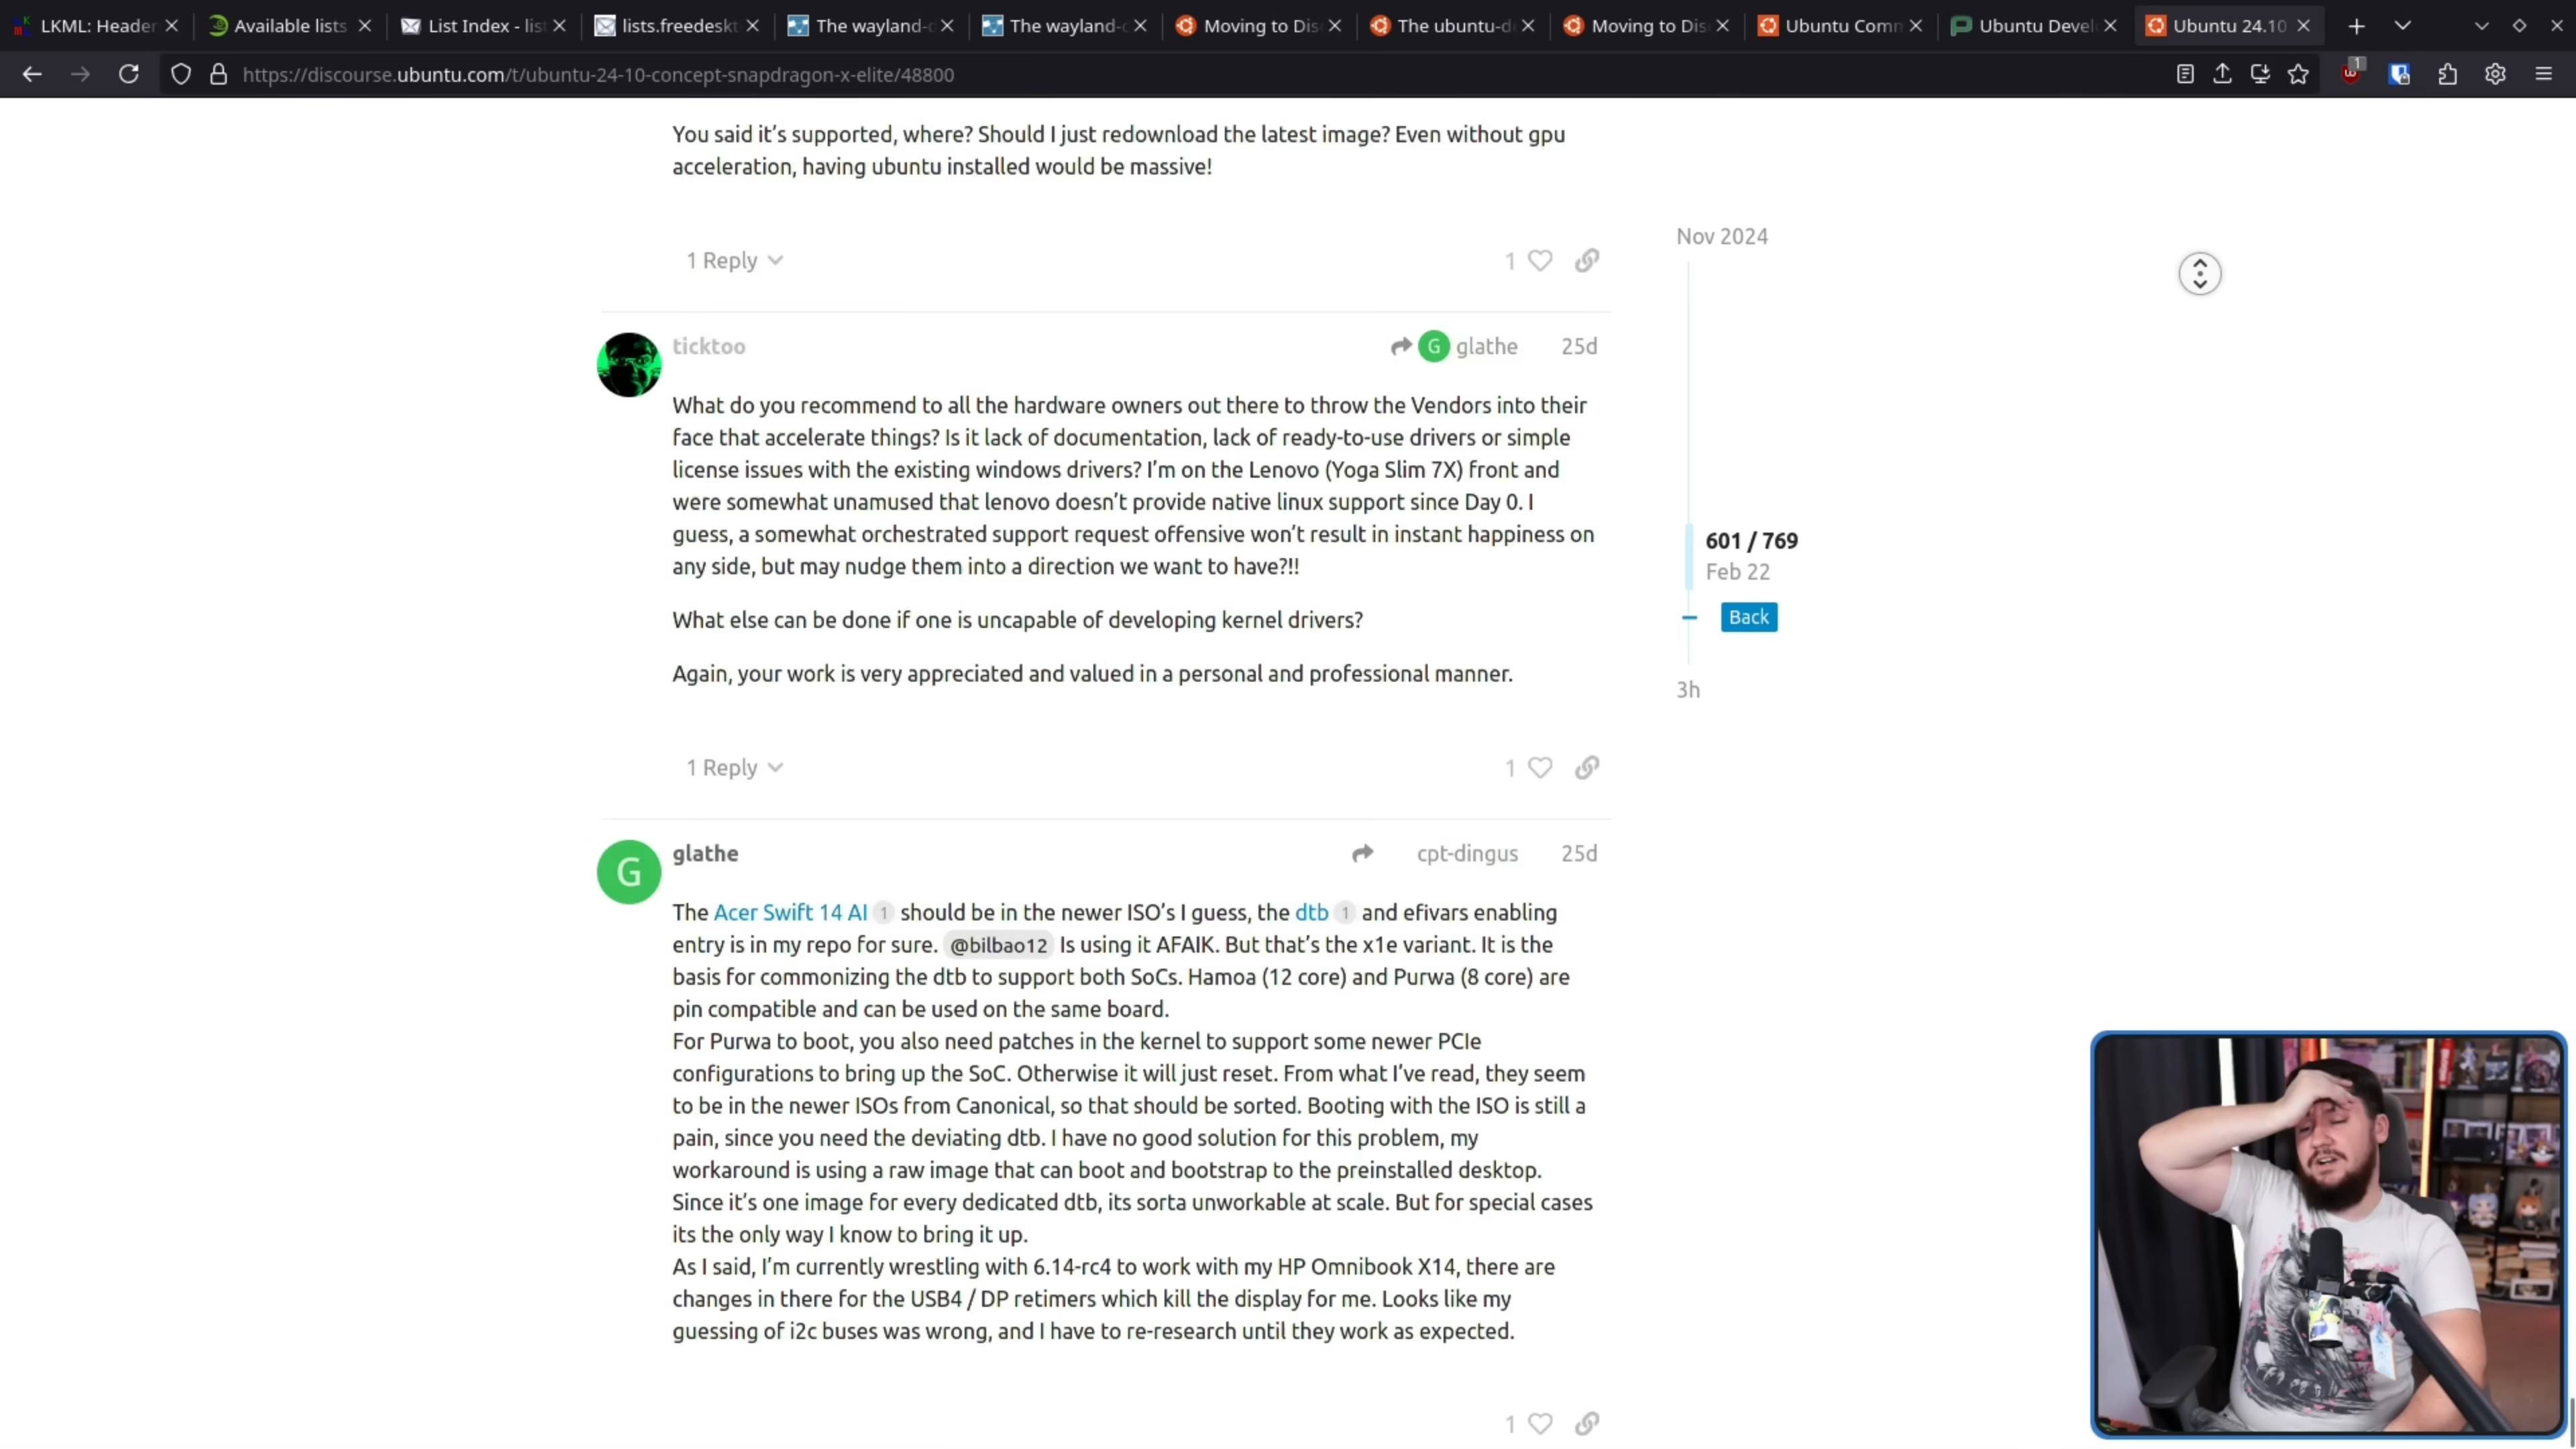 LKML: Header
Available lists
List Index - list
lists.freedeskt
The wayland-d
The wayland-d
Moving to Dis
The ubuntu-de
Moving to Dis
Ubuntu Comm
Ubuntu Devel
Ubuntu 24.10
https://discourse.ubuntu.com/t/ubuntu-24-10-concept-snapdragon-x-elite/48800
1
You said it’s supported, where? Should I just redownload the latest image? Even without gpu
acceleration, having ubuntu installed would be massive!
1 Reply
1
Nov 2024
ticktoo
G glathe 25d
What do you recommend to all the hardware owners out there to throw the Vendors into their
face that accelerate things? Is it lack of documentation, lack of ready-to-use drivers or simple
license issues with the existing windows drivers? I’m on the Lenovo (Yoga Slim 7X) front and
were somewhat unamused that lenovo doesn’t provide native linux support since Day 0. I
guess, a somewhat orchestrated support request offensive won’t result in instant happiness on
any side, but may nudge them into a direction we want to have?!!
What else can be done if one is uncapable of developing kernel drivers?
Again, your work is very appreciated and valued in a personal and professional manner.
601 / 769
Feb 22
Back
3h
1 Reply
1
G
glathe
cpt-dingus 25d
The Acer Swift 14 AI 1 should be in the newer ISO’s I guess, the dtb 1 and efivars enabling
entry is in my repo for sure. @bilbao12 Is using it AFAIK. But that’s the x1e variant. It is the
basis for commonizing the dtb to support both SoCs. Hamoa (12 core) and Purwa (8 core) are
pin compatible and can be used on the same board.
For Purwa to boot, you also need patches in the kernel to support some newer PCIe
configurations to bring up the SoC. Otherwise it will just reset. From what I’ve read, they seem
to be in the newer ISOs from Canonical, so that should be sorted. Booting with the ISO is still a
pain, since you need the deviating dtb. I have no good solution for this problem, my
workaround is using a raw image that can boot and bootstrap to the preinstalled desktop.
Since it’s one image for every dedicated dtb, its sorta unworkable at scale. But for special cases
its the only way I know to bring it up.
As I said, I’m currently wrestling with 6.14-rc4 to work with my HP Omnibook X14, there are
changes in there for the USB4 / DP retimers which kill the display for me. Looks like my
guessing of i2c buses was wrong, and I have to re-research until they work as expected.
1